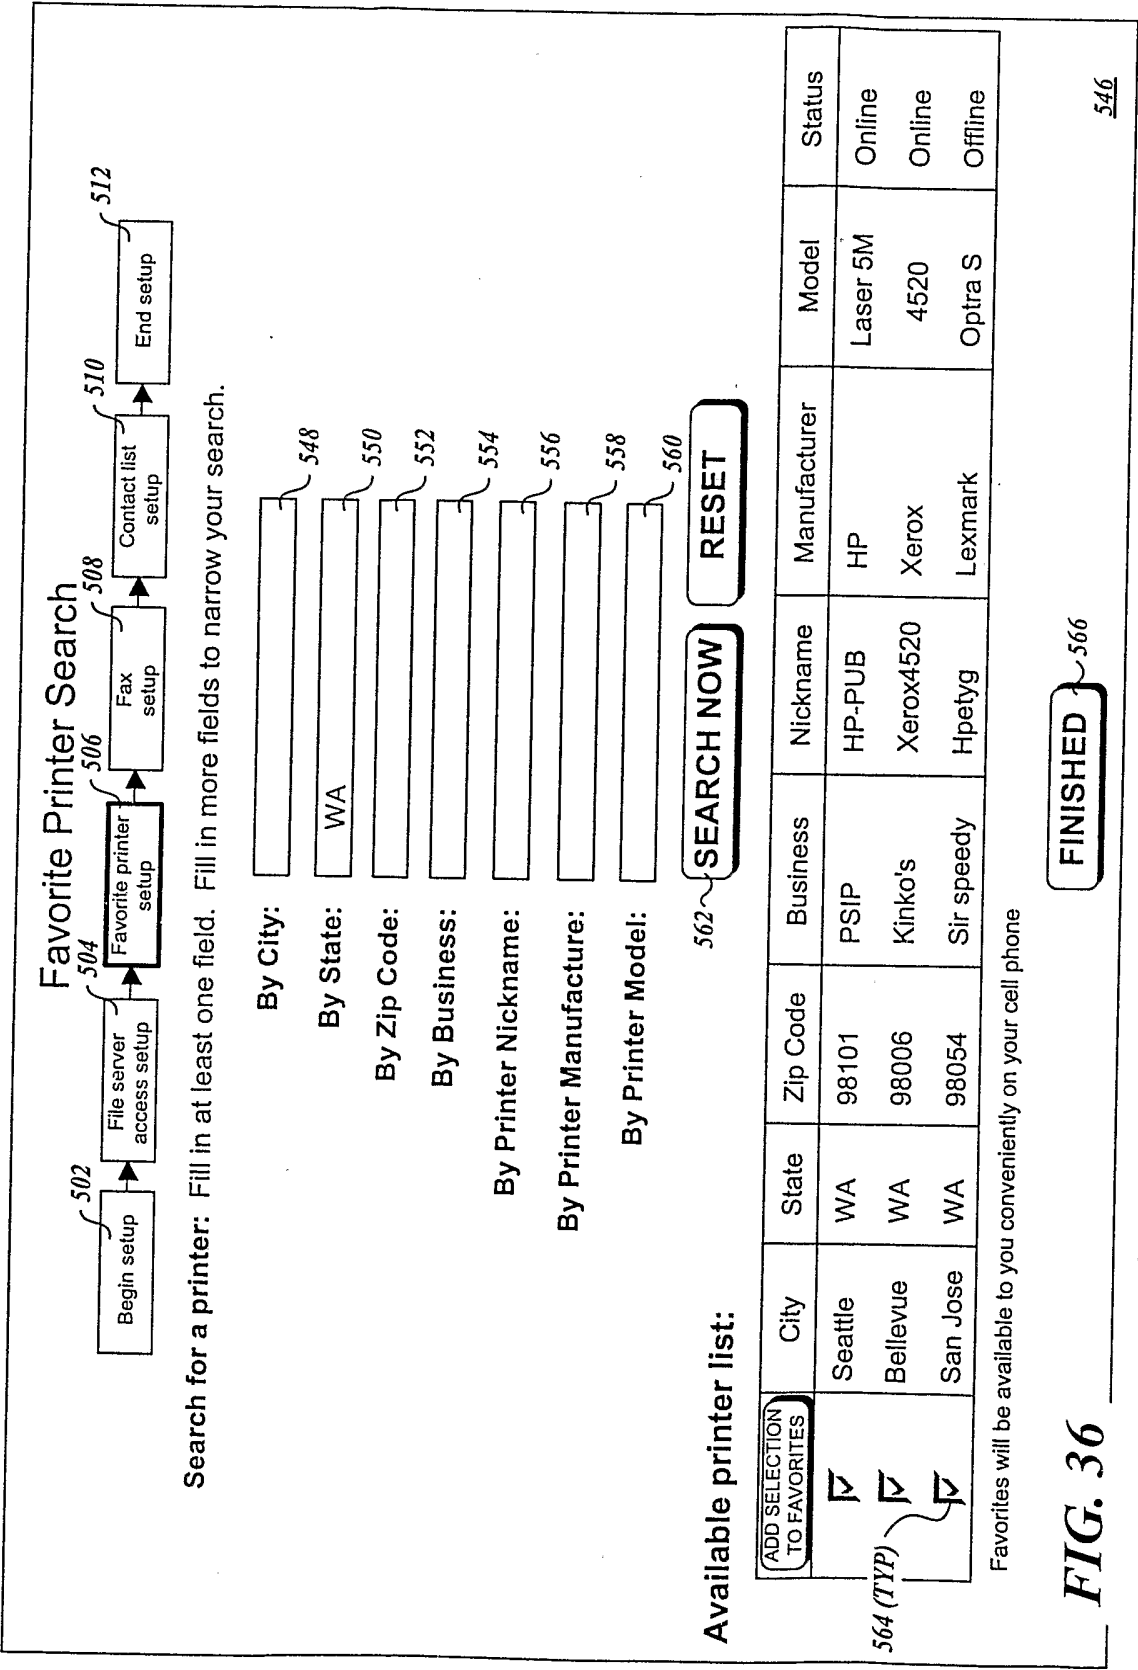 Favorite Printer Search
502
504
506
508
510
512
Begin setup
File server
access setup
Favorite printer
setup
Fax
setup
Contact list
setup
End setup
Search for a printer: Fill in at least one field. Fill in more fields to narrow your search.
By City:
548
By State: WA
550
By Zip Code:
552
By Business:
554
By Printer Nickname:
556
By Printer Manufacture:
558
By Printer Model:
560
562
SEARCH NOW
RESET
Available printer list:
ADD SELECTION
TO FAVORITES
City State Zip Code Business Nickname Manufacturer Model Status
Seattle WA 98101 PSIP HP-PUB HP Laser 5M Online
Bellevue WA 98006 Kinko's Xerox4520 Xerox 4520 Online
San Jose WA 98054 Sir speedy Hpetyg Lexmark Optra S Offline
564 (TYP)
Favorites will be available to you conveniently on your cell phone
FINISHED
566
FIG. 36
546